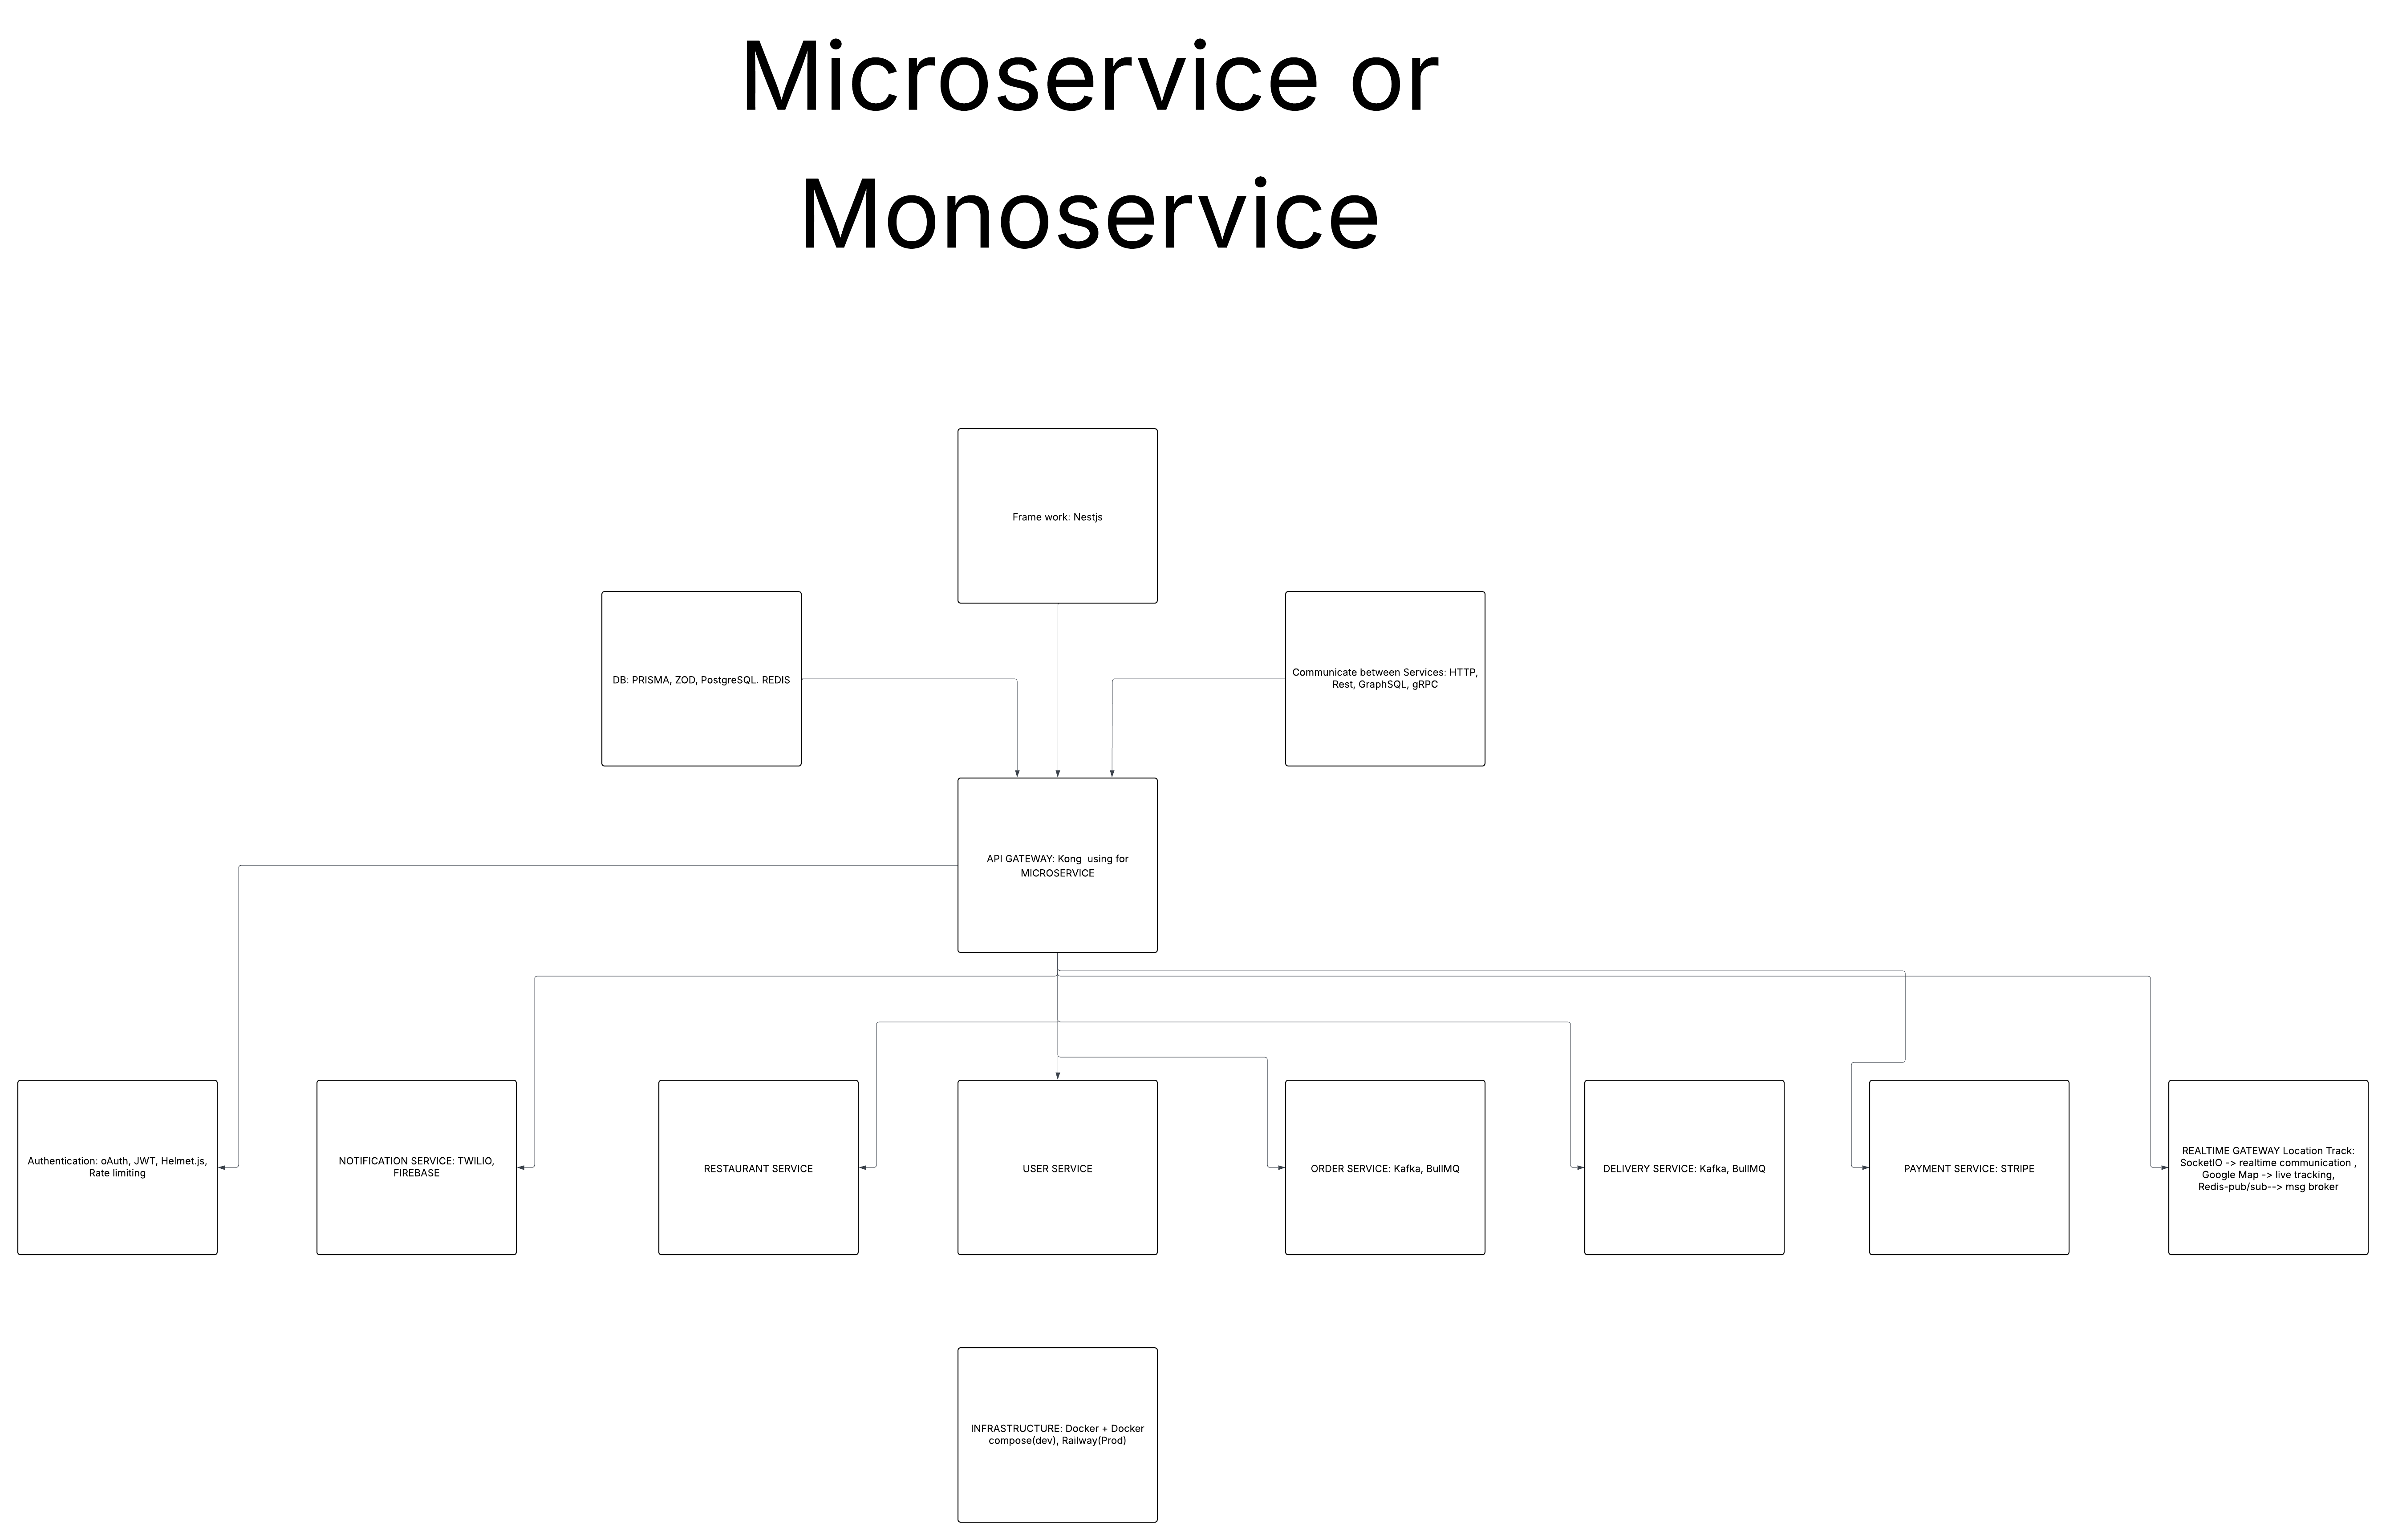 Microservice or
Monoservice
Frame work: Nestjs
DB: PRISMA, ZOD, PostgreSQL. REDIS
Communicate between Services: HTTP,
Rest, GraphSQL, gRPC
API GATEWAY: Kong  using for
MICROSERVICE
Authentication: oAuth, JWT, Helmet.js,
Rate limiting
NOTIFICATION SERVICE: TWILIO,
FIREBASE
RESTAURANT SERVICE
USER SERVICE
ORDER SERVICE: Kafka, BullMQ
DELIVERY SERVICE: Kafka, BullMQ
PAYMENT SERVICE: STRIPE
REALTIME GATEWAY Location Track:
SocketIO -> realtime communication ,
Google Map -> live tracking,
Redis-pub/sub--> msg broker
INFRASTRUCTURE: Docker + Docker
compose(dev), Railway(Prod)